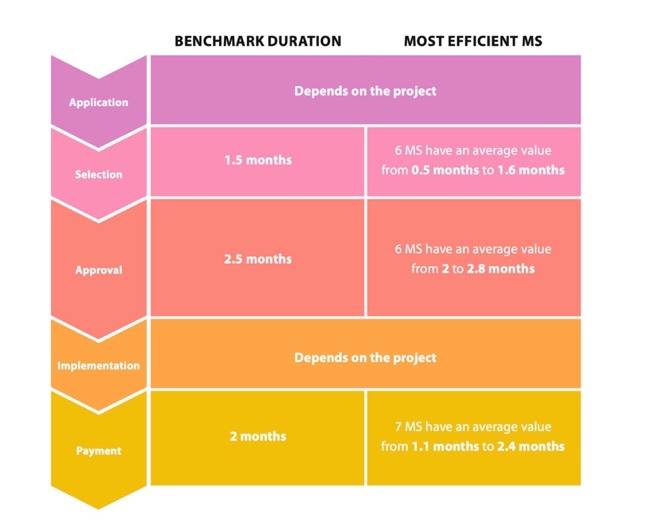 BENCHMARK DURATION
MOST EFFICIENT MS
Application
Depends on the project
Selection
1.5 months
6 MS have an average value
from 0.5 months to 1.6 months
Approval
2.5 months
6 MS have an average value
from 2 to 2.8 months
Implementation
Depends on the project
Payment
2 months
7 MS have an average value
from 1.1 months to 2.4 months